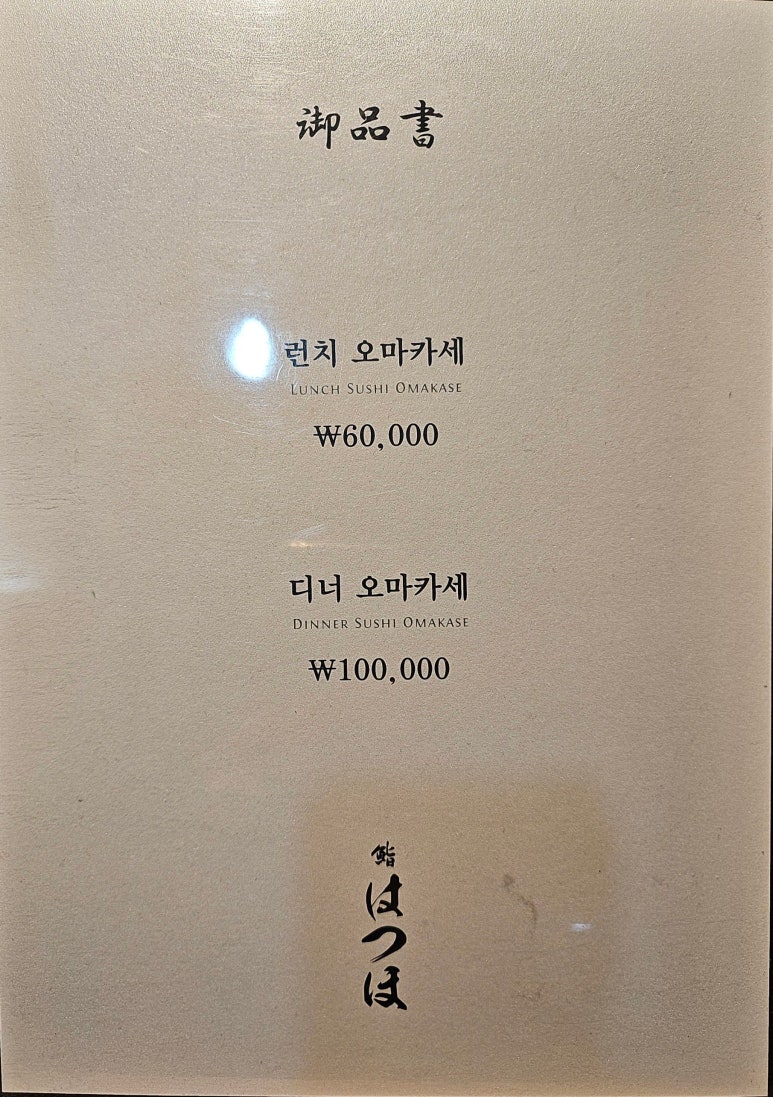 御品書
런치 오마카세
LUNCH SUSHI OMAKASE
₩60,000
디너 오마카세
DINNER SUSHI OMAKASE
₩100,000
鮨
はつほ